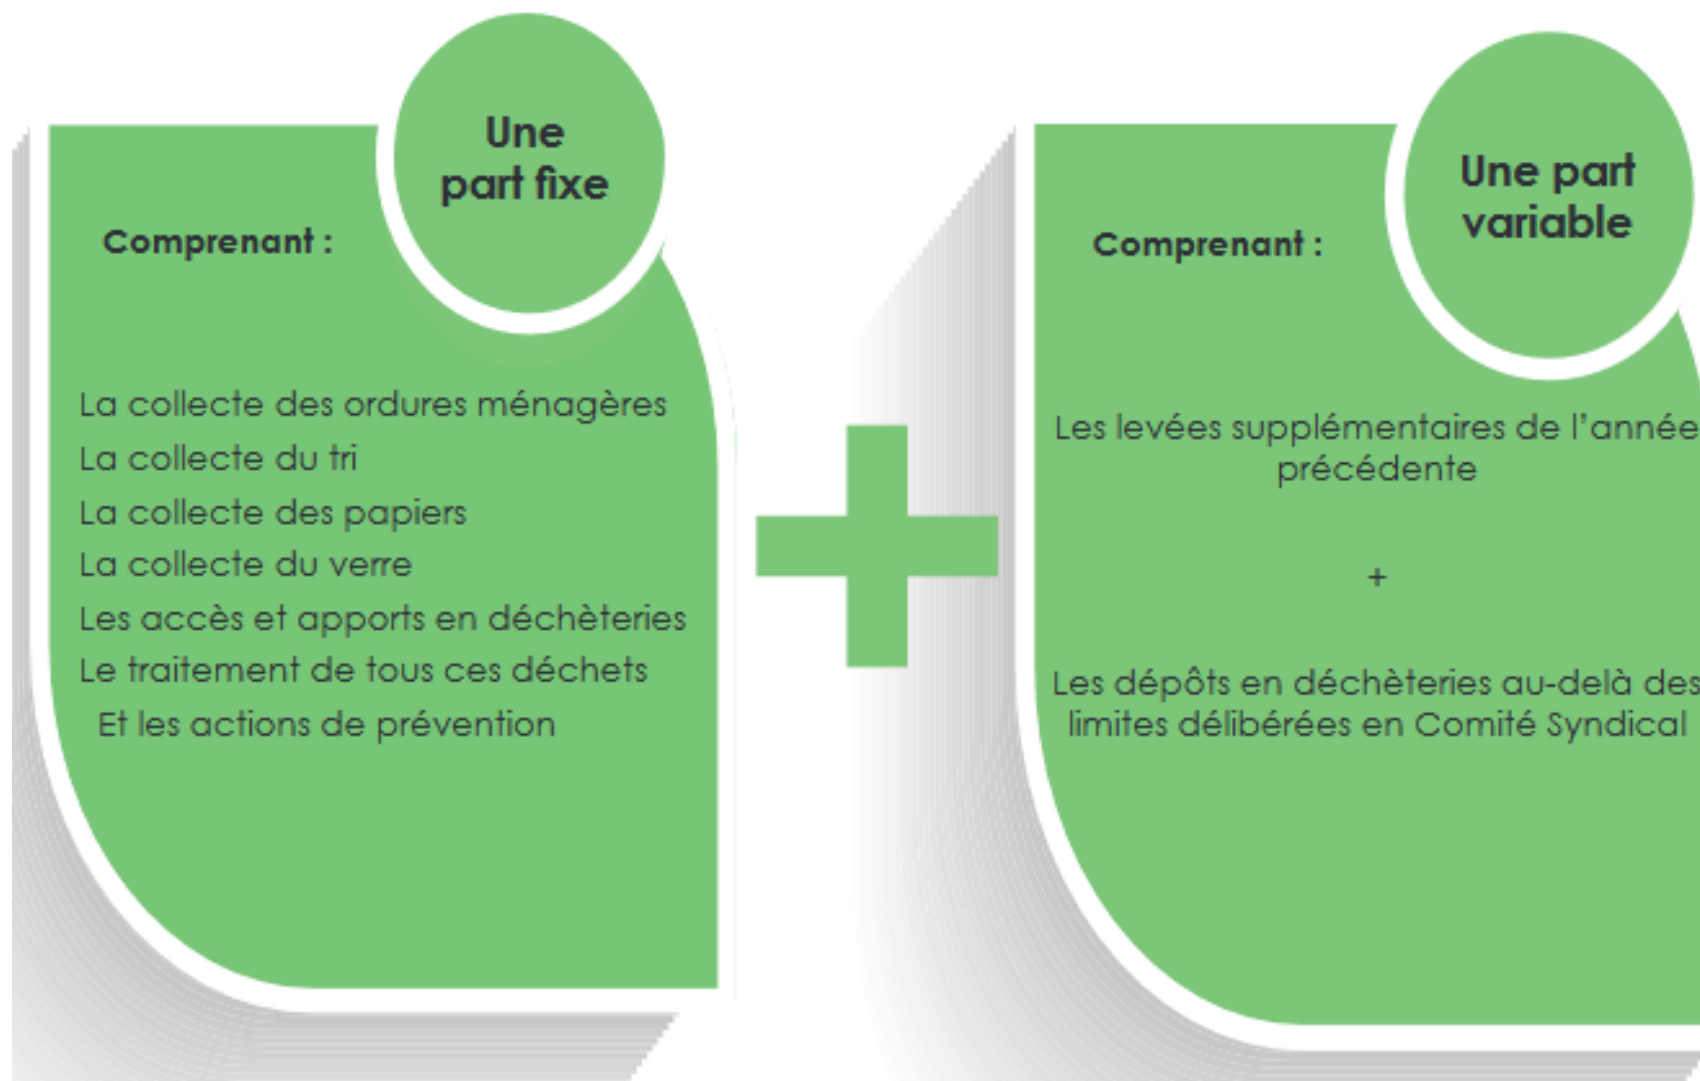 Une
part fixe
Comprenant :
La collecte des ordures ménagères
La collecte du tri
La collecte des papiers
La collecte du verre
Les accès et apports en déchèteries
Le traitement de tous ces déchets
Et les actions de prévention
Une part
variable
Comprenant :
Les levées supplémentaires de l'année
précédente
+
Les dépôts en déchèteries au-delà des
limites délibérées en Comité Syndical